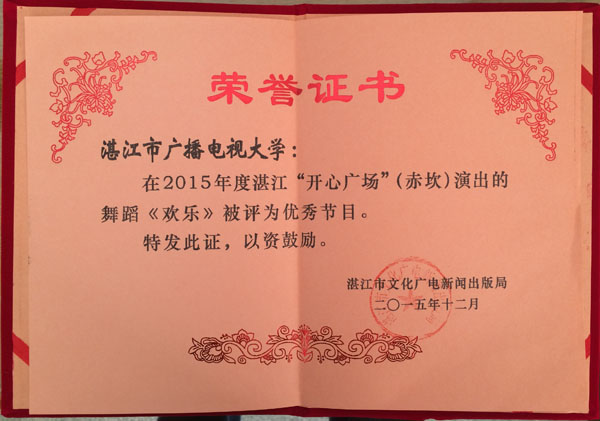 荣誉证书
湛江市广播电视大学：
在2015年度湛江“开心广场”(赤坎)演出的
舞蹈《欢乐》被评为优秀节目。
特发此证，以资鼓励。
湛江市文化广电新闻出版局
二〇一五年十二月